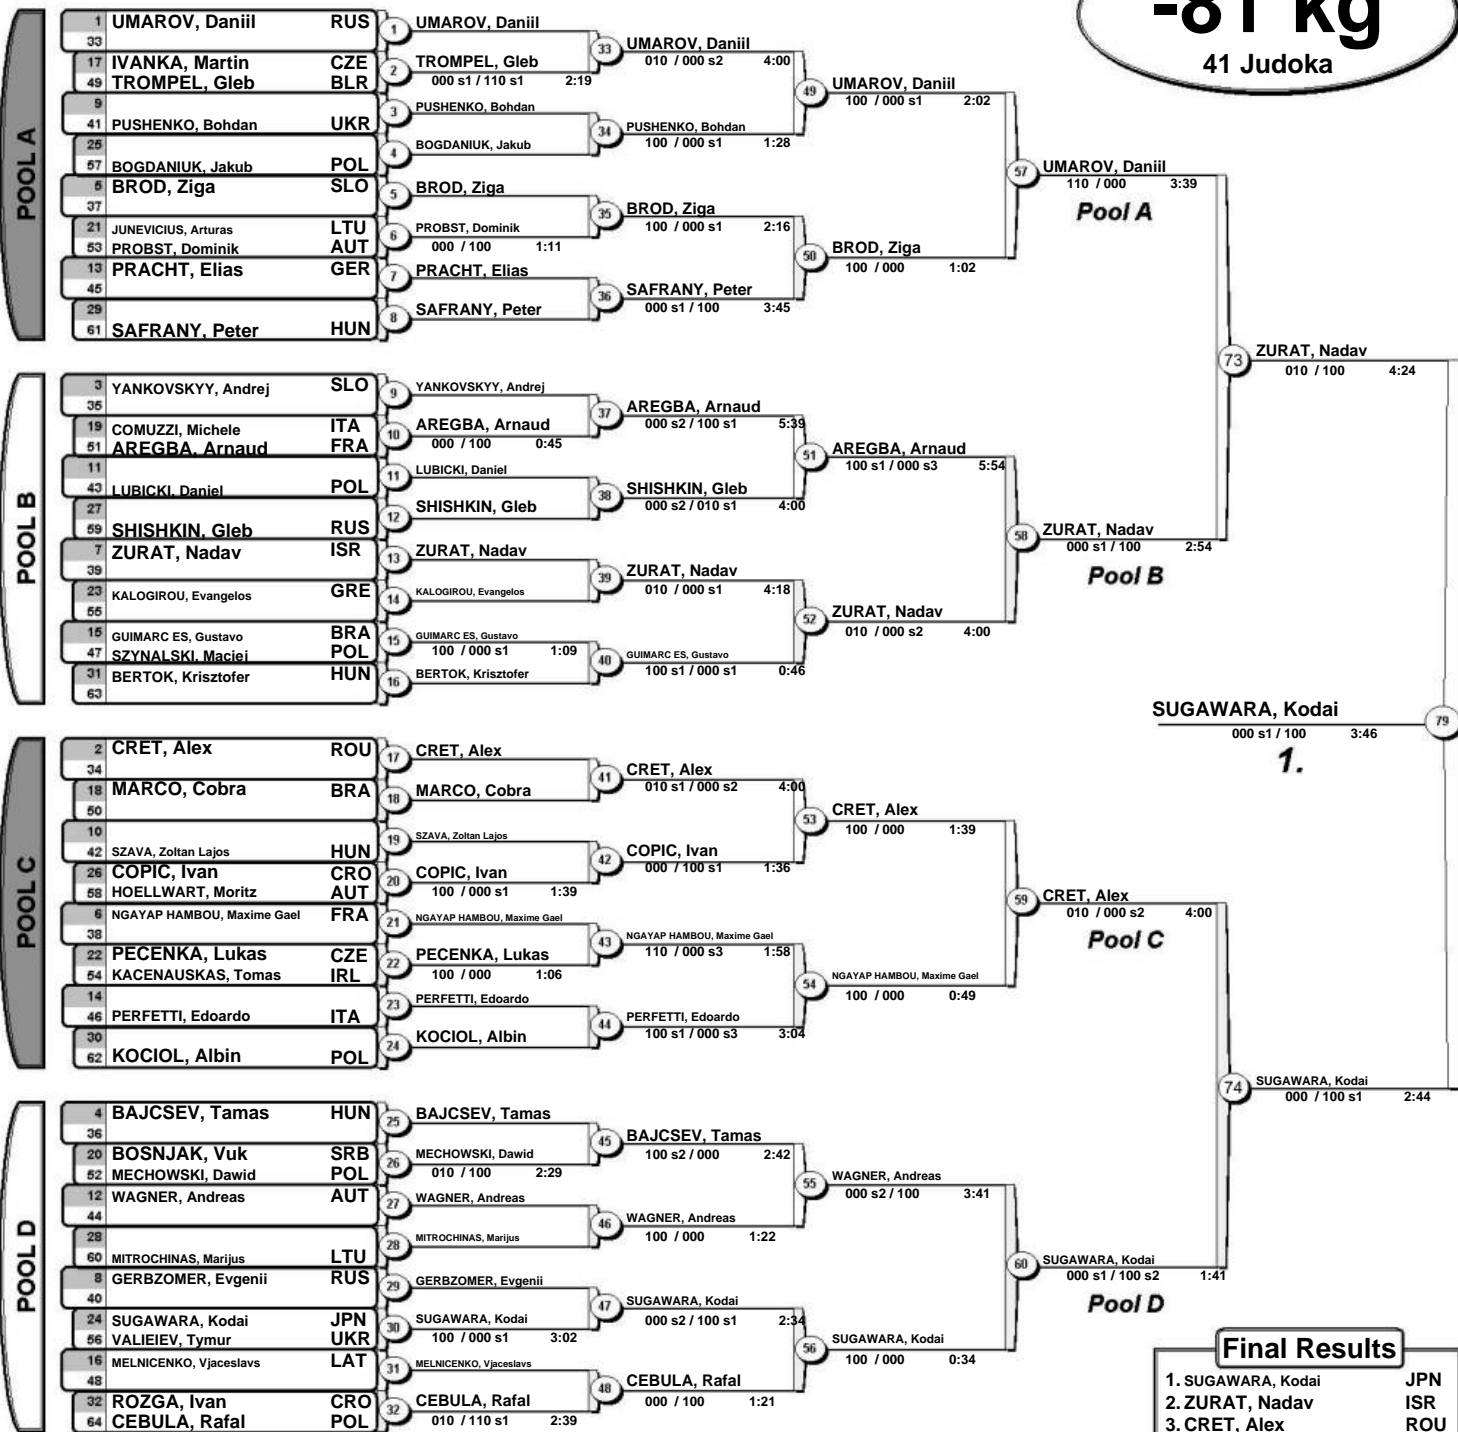 -81 kg
41 Judoka
POOL A
1 UMAROV, Daniil RUS
33
17 IVANKA, Martin CZE
49 TROMPEL, Gleb BLR
9
41 PUSHENKO, Bohdan UKR
25
57 BOGDANIUK, Jakub POL
5 BROD, Ziga SLO
37
21 JUNEVICIUS, Arturas LTU
53 PROBST, Dominik AUT
13 PRACHT, Elias GER
45
29
61 SAFRANY, Peter HUN
1 UMAROV, Daniil
2 TROMPEL, Gleb
000 s1 / 110 s1 2:19
3 PUSHENKO, Bohdan
4 BOGDANIUK, Jakub
5 BROD, Ziga
6 PROBST, Dominik
000 / 100 1:11
7 PRACHT, Elias
8 SAFRANY, Peter
33 UMAROV, Daniil
010 / 000 s2 4:00
34 PUSHENKO, Bohdan
100 / 000 s1 1:28
35 BROD, Ziga
100 / 000 s1 2:16
36 SAFRANY, Peter
000 s1 / 100 3:45
49 UMAROV, Daniil
100 / 000 s1 2:02
50 BROD, Ziga
100 / 000 1:02
57 UMAROV, Daniil
110 / 000 3:39
Pool A
POOL B
3 YANKOVSKYY, Andrej SLO
35
19 COMUZZI, Michele ITA
51 AREGBA, Arnaud FRA
11
43 LUBICKI, Daniel POL
27
59 SHISHKIN, Gleb RUS
7 ZURAT, Nadav ISR
39
23 KALOGIROU, Evangelos GRE
55
15 GUIMARC ES, Gustavo BRA
47 SZYNALSKI, Maciej POL
31 BERTOK, Krisztofer HUN
63
9 YANKOVSKYY, Andrej
10 AREGBA, Arnaud
000 / 100 0:45
11 LUBICKI, Daniel
12 SHISHKIN, Gleb
13 ZURAT, Nadav
14 KALOGIROU, Evangelos
15 GUIMARC ES, Gustavo
100 / 000 s1 1:09
16 BERTOK, Krisztofer
37 AREGBA, Arnaud
000 s2 / 100 s1 5:39
38 SHISHKIN, Gleb
000 s2 / 010 s1 4:00
39 ZURAT, Nadav
010 / 000 s1 4:18
40 GUIMARC ES, Gustavo
100 s1 / 000 s1 0:46
51 AREGBA, Arnaud
100 s1 / 000 s3 5:54
52 ZURAT, Nadav
010 / 000 s2 4:00
58 ZURAT, Nadav
000 s1 / 100 2:54
Pool B
73 ZURAT, Nadav
010 / 100 4:24
SUGAWARA, Kodai 79
000 s1 / 100 3:46
1.
POOL C
2 CRET, Alex ROU
34
18 MARCO, Cobra BRA
50
10
42 SZAVA, Zoltan Lajos HUN
26 COPIC, Ivan CRO
58 HOELLWART, Moritz AUT
6 NGAYAP HAMBOU, Maxime Gael FRA
38
22 PECENKA, Lukas CZE
54 KACENAUSKAS, Tomas IRL
14
46 PERFETTI, Edoardo ITA
30
62 KOCIOL, Albin POL
17 CRET, Alex
18 MARCO, Cobra
19 SZAVA, Zoltan Lajos
20 COPIC, Ivan
100 / 000 s1 1:39
21 NGAYAP HAMBOU, Maxime Gael
22 PECENKA, Lukas
100 / 000 1:06
23 PERFETTI, Edoardo
24 KOCIOL, Albin
41 CRET, Alex
010 s1 / 000 s2 4:00
42 COPIC, Ivan
000 / 100 s1 1:36
43 NGAYAP HAMBOU, Maxime Gael
110 / 000 s3 1:58
44 PERFETTI, Edoardo
100 s1 / 000 s3 3:04
53 CRET, Alex
100 / 000 1:39
54 NGAYAP HAMBOU, Maxime Gael
100 / 000 0:49
59 CRET, Alex
010 / 000 s2 4:00
Pool C
POOL D
4 BAJCSEV, Tamas HUN
36
20 BOSNJAK, Vuk SRB
52 MECHOWSKI, Dawid POL
12 WAGNER, Andreas AUT
44
28
60 MITROCHINAS, Marijus LTU
8 GERBZOMER, Evgenii RUS
40
24 SUGAWARA, Kodai JPN
56 VALIEIEV, Tymur UKR
16 MELNICENKO, Vjaceslavs LAT
48
32 ROZGA, Ivan CRO
64 CEBULA, Rafal POL
25 BAJCSEV, Tamas
26 MECHOWSKI, Dawid
010 / 100 2:29
27 WAGNER, Andreas
28 MITROCHINAS, Marijus
29 GERBZOMER, Evgenii
30 SUGAWARA, Kodai
100 / 000 s1 3:02
31 MELNICENKO, Vjaceslavs
32 CEBULA, Rafal
010 / 110 s1 2:39
45 BAJCSEV, Tamas
100 s2 / 000 2:42
46 WAGNER, Andreas
100 / 000 1:22
47 SUGAWARA, Kodai
000 s2 / 100 s1 2:34
48 CEBULA, Rafal
000 / 100 1:21
55 WAGNER, Andreas
000 s2 / 100 3:41
56 SUGAWARA, Kodai
100 / 000 0:34
60 SUGAWARA, Kodai
000 s1 / 100 s2 1:41
Pool D
74 SUGAWARA, Kodai
000 / 100 s1 2:44
Final Results
1. SUGAWARA, Kodai JPN
2. ZURAT, Nadav ISR
3. CRET, Alex ROU